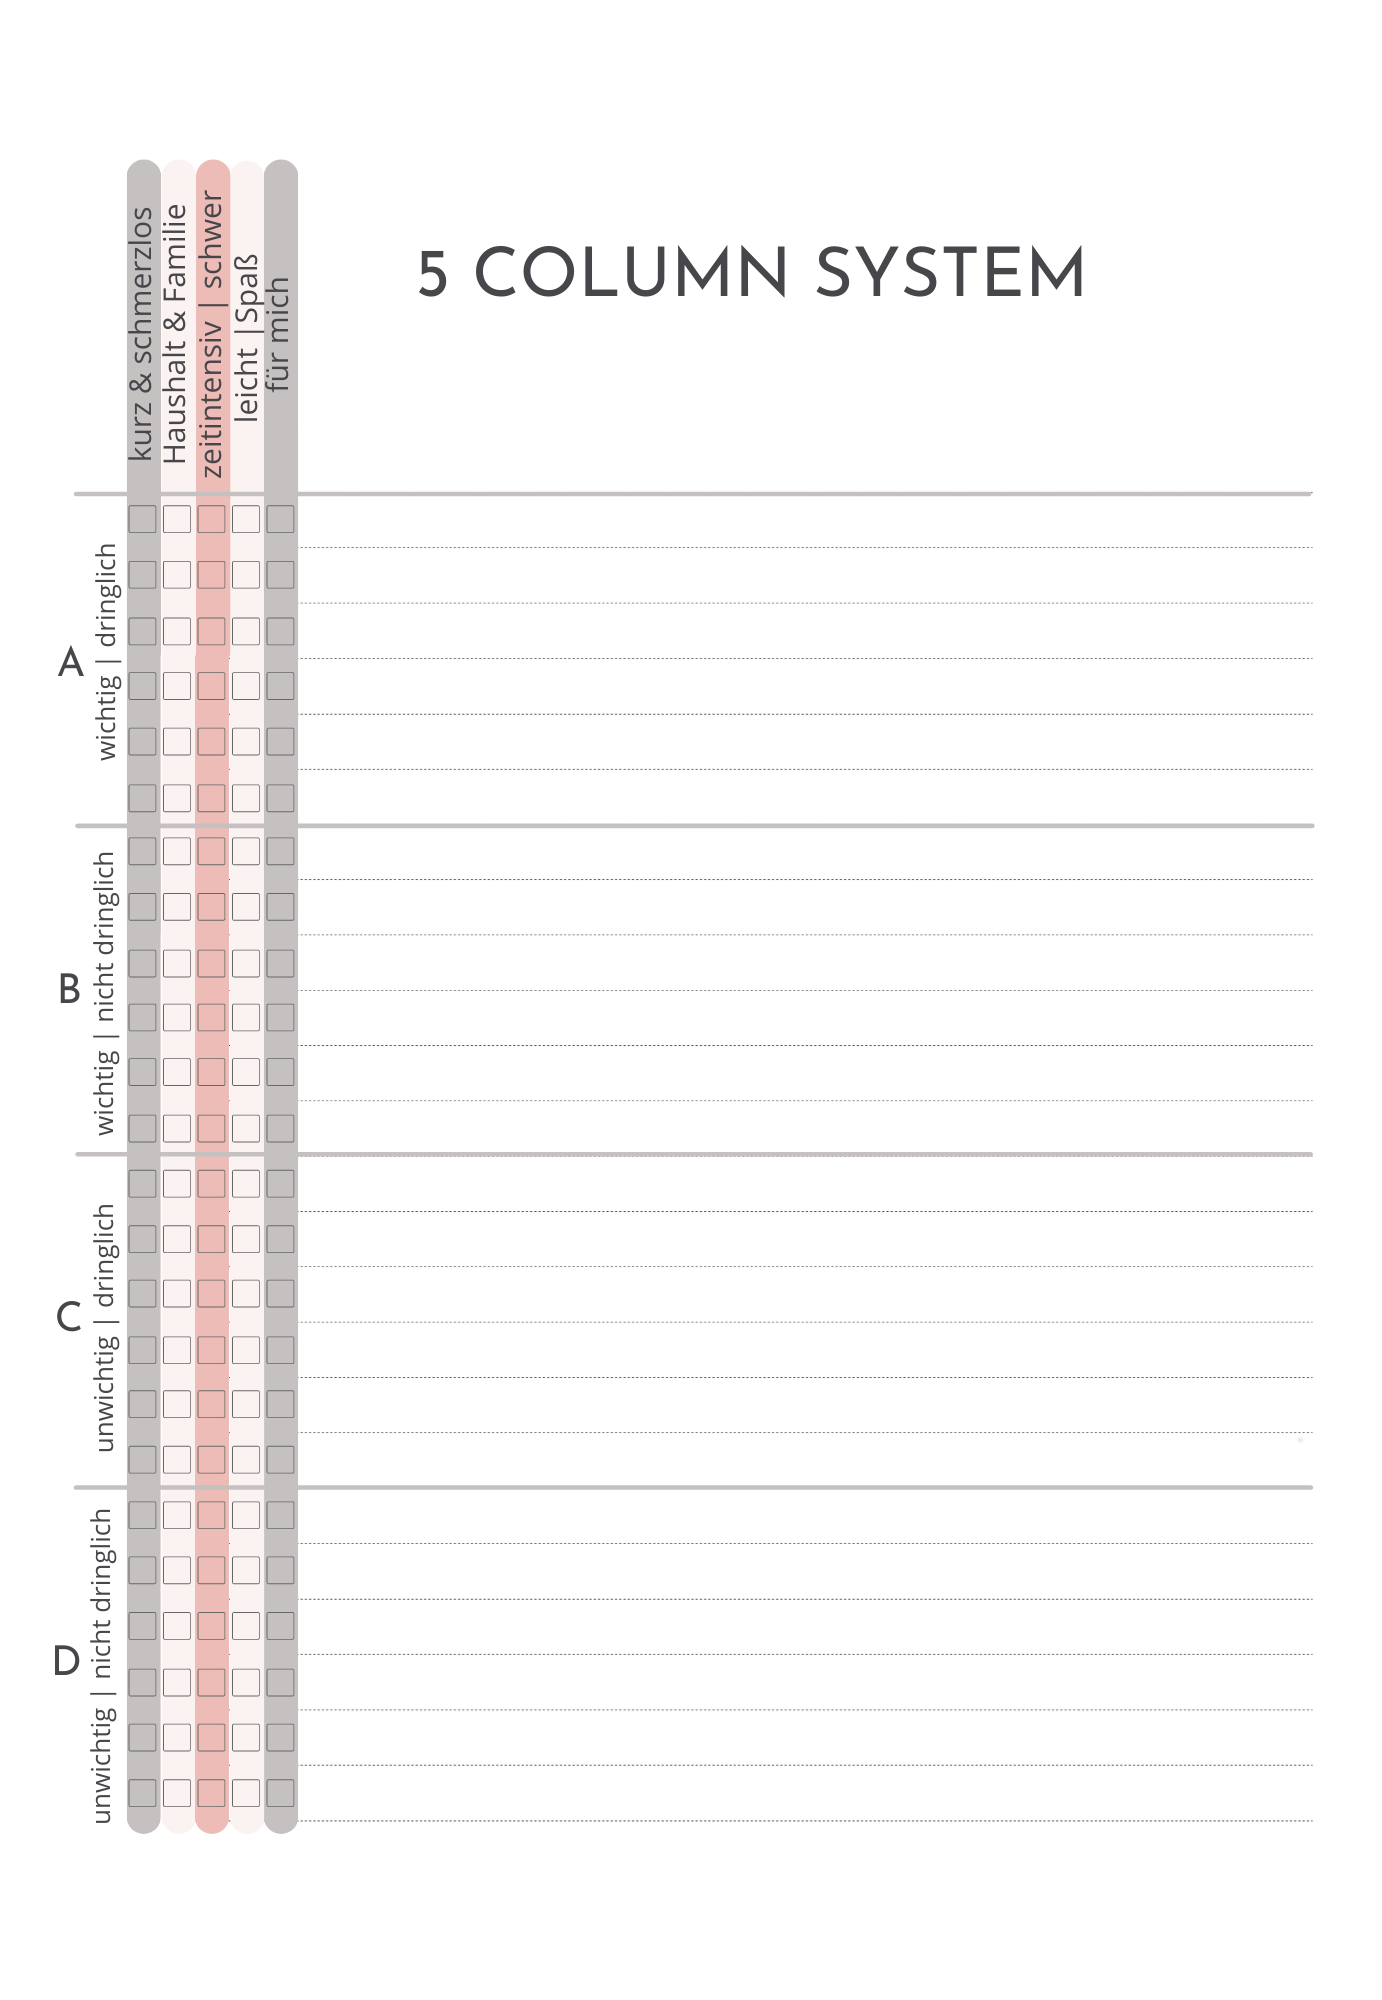 kurz & schmerzlos
Haushalt & Familie
zeitintensiv | schwer
leicht | Spaß
für mich
5 COLUMN SYSTEM
A
wichtig | dringlich
B
wichtig | nicht dringlich
C
unwichtig | dringlich
D
unwichtig | nicht dringlich